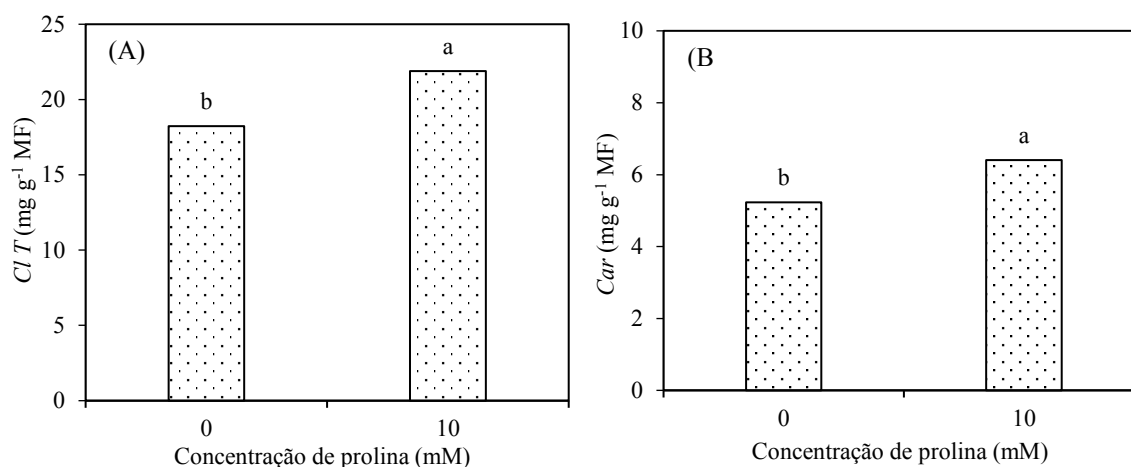 (A)
25
20
15
10
5
0
Cl T (mg g-1 MF)
b
a
0 10
Concentração de prolina (mM)
(B
10
8
6
4
2
0
Car (mg g-1 MF)
b
a
0 10
Concentração de prolina (mM)